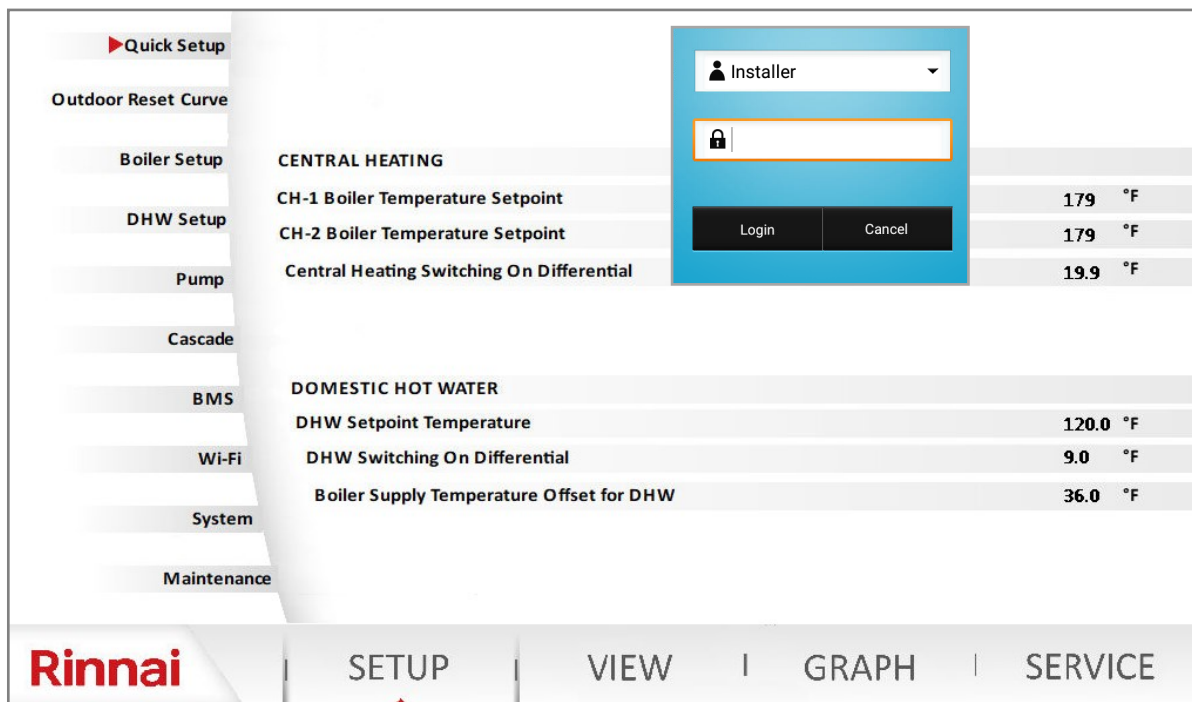 Quick Setup
Outdoor Reset Curve
Boiler Setup
DHW Setup
Pump
Cascade
BMS
Wi-Fi
System
Maintenance
Installer
Login Cancel
CENTRAL HEATING
CH-1 Boiler Temperature Setpoint 179 °F
CH-2 Boiler Temperature Setpoint 179 °F
Central Heating Switching On Differential 19.9 °F
DOMESTIC HOT WATER
DHW Setpoint Temperature 120.0 °F
DHW Switching On Differential 9.0 °F
Boiler Supply Temperature Offset for DHW 36.0 °F
Rinnai SETUP VIEW GRAPH SERVICE